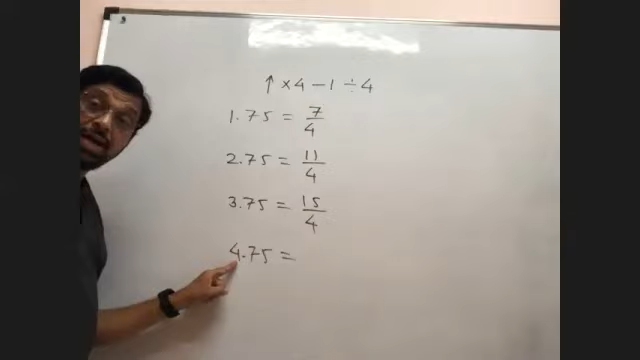 ↑ ×4 − 1 ÷4
1.75 = 7/4
2.75 = 11/4
3.75 = 15/4
4.75 =